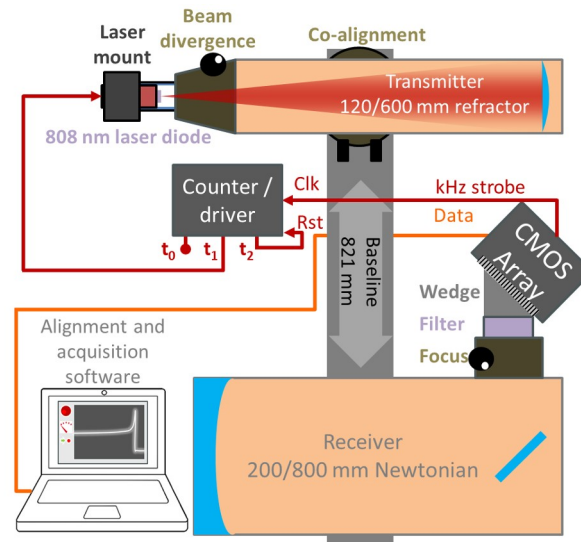 Laser
mount
Beam
divergence
Co-alignment
Transmitter
120/600 mm refractor
808 nm laser diode
Counter /
driver
Clk
kHz strobe
Rst
Data
t₀
t₁
t₂
Baseline
821 mm
CMOS
Array
Wedge
Filter
Focus
Alignment and
acquisition
software
Receiver
200/800 mm Newtonian